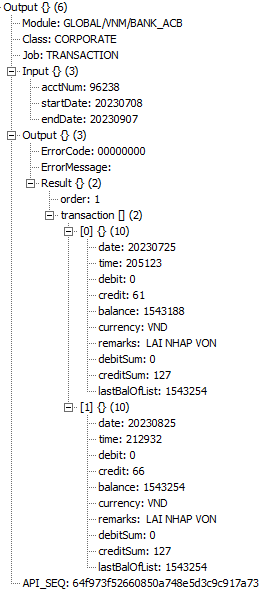 Output {} (6)
Module: GLOBAL/VNM/BANK_ACB
Class: CORPORATE
Job: TRANSACTION
Input {} (3)
acctNum: 96238
startDate: 20230708
endDate: 20230907
Output {} (3)
ErrorCode: 00000000
ErrorMessage:
Result {} (2)
order: 1
transaction [] (2)
[0] {} (10)
date: 20230725
time: 205123
debit: 0
credit: 61
balance: 1543188
currency: VND
remarks: LAI NHAP VON
debitSum: 0
creditSum: 127
lastBalOfList: 1543254
[1] {} (10)
date: 20230825
time: 212932
debit: 0
credit: 66
balance: 1543254
currency: VND
remarks: LAI NHAP VON
debitSum: 0
creditSum: 127
lastBalOfList: 1543254
API_SEQ: 64f973f52660850a748e5d3c9c917a73